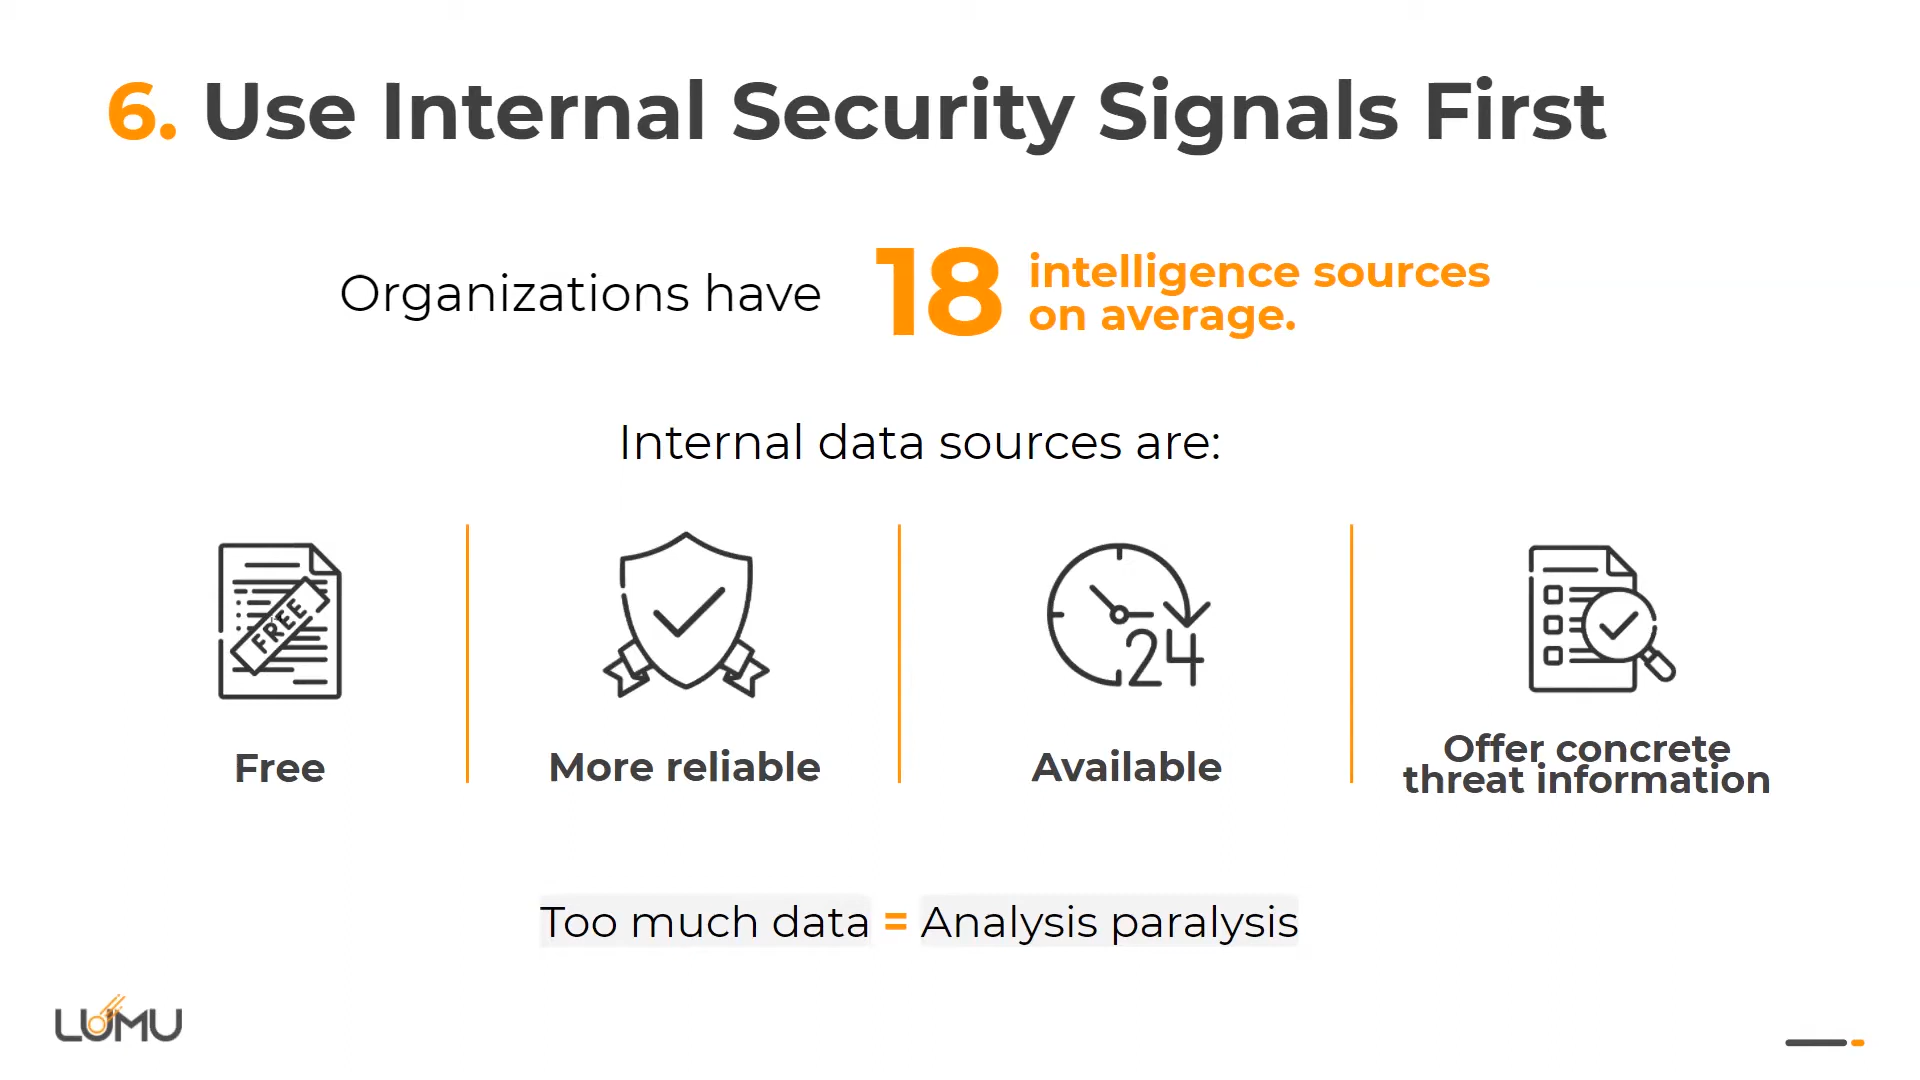 6. Use Internal Security Signals First
Organizations have 18 intelligence sources
on average.
Internal data sources are:
FREE
24
Free
More reliable
Available
Offer concrete
threat information
Too much data = Analysis paralysis
LUMU